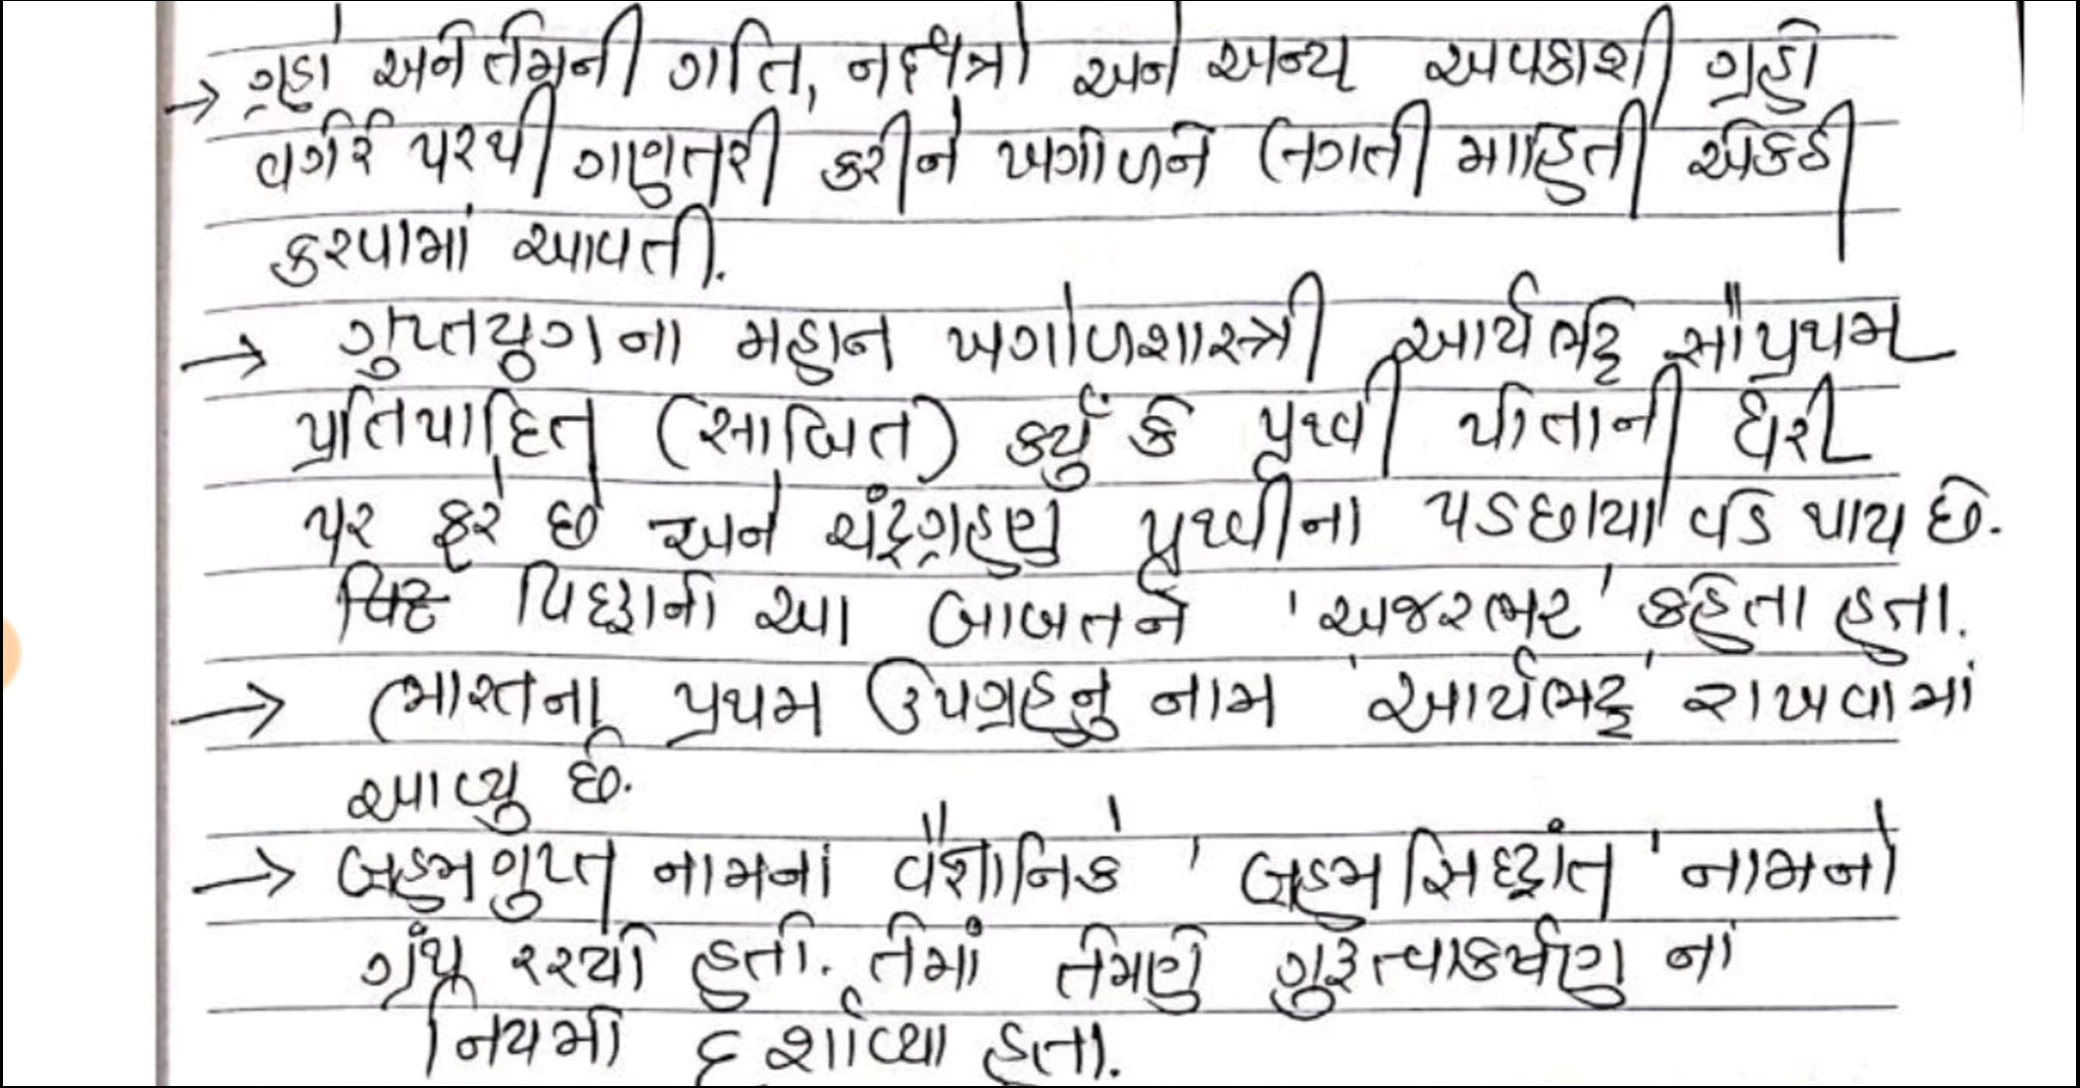 → ગ્રહો અને તેમની ગતિ, નક્ષત્રો અને અન્ય અવકાશી ગ્રહો
વગેરે પરથી ગણતરી કરીને ખગોળને લગતી માહિતી એકઠી
કરવામાં આવતી.
→ ગુપ્તયુગના મહાન ખગોળશાસ્ત્રી આર્યભટ્ટે સૌપ્રથમ
પ્રતિપાદિત (સાબિત) કર્યું કે પૃથ્વી પોતાની ધરી
પર ફરે છે અને ચંદ્રગ્રહણ પૃથ્વીના પડછાયા વડે થાય છે.
વિદ્વાનો આ બાબતને 'અજરભર' કહેતા હતા.
→ ભારતના પ્રથમ ઉપગ્રહનુ નામ 'આર્યભટ્ટ' રાખવામાં
આવ્યુ છે.
→ બ્રહ્મગુપ્ત નામનાં વૈજ્ઞાનિકે 'બ્રહ્મસિદ્ધાંત' નામનો
ગ્રંથ રચ્યો હતો. તેમાં તેમણે ગુરુત્વાકર્ષણ નાં
નિયમો દર્શાવ્યા હતા.